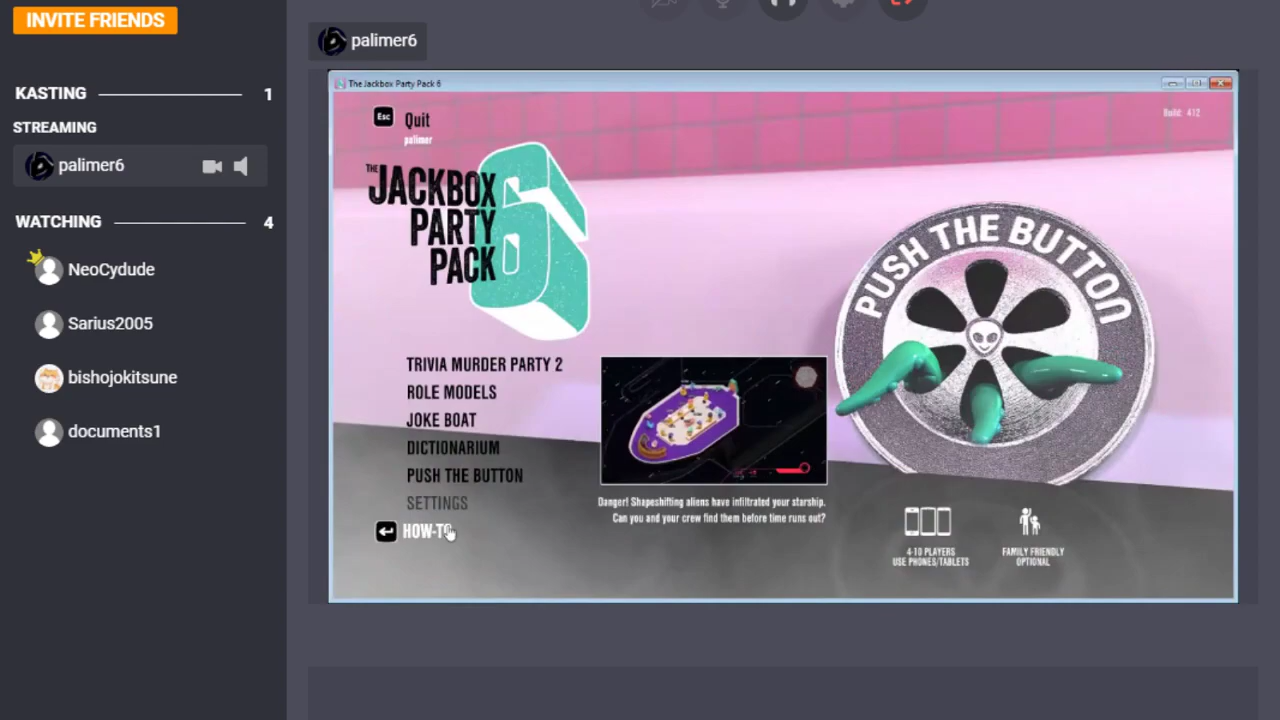 INVITE FRIENDS
KASTING 1
STREAMING
palimer6
WATCHING 4
NeoCydude
Sarius2005
bishojokitsune
documents1
palimer6
The Jackbox Party Pack 6
Esc Quit
palimer
Build: 412
THE JACKBOX
PARTY
PACK
6
PUSH THE BUTTON
TRIVIA MURDER PARTY 2
ROLE MODELS
JOKE BOAT
DICTIONARIUM
PUSH THE BUTTON
SETTINGS
HOW-TO
Danger! Shapeshifting aliens have infiltrated your starship.
Can you and your crew find them before time runs out?
4-10 PLAYERS
USE PHONES/TABLETS
FAMILY FRIENDLY
OPTIONAL